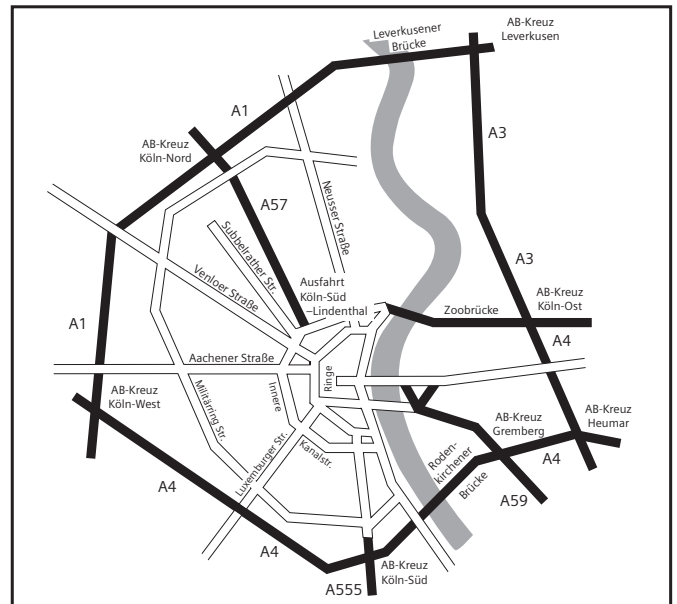 Leverkusener
Brücke
AB-Kreuz
Leverkusen
A1
AB-Kreuz
Köln-Nord
A3
A57
Neusser Straße
Subbelrather Str.
Venloer Straße
Ausfahrt
Köln-Süd
–Lindenthal
A3
AB-Kreuz
Köln-Ost
Zoobrücke
A1
A4
Aachener Straße
Ringe
AB-Kreuz
Köln-West
Militärring Str.
Innere
Kanalstr.
Luxemburger Str.
AB-Kreuz
Gremberg
AB-Kreuz
Heumar
Roden-
kirchener
Brücke
A4
A4
A59
A4
AB-Kreuz
Köln-Süd
A555